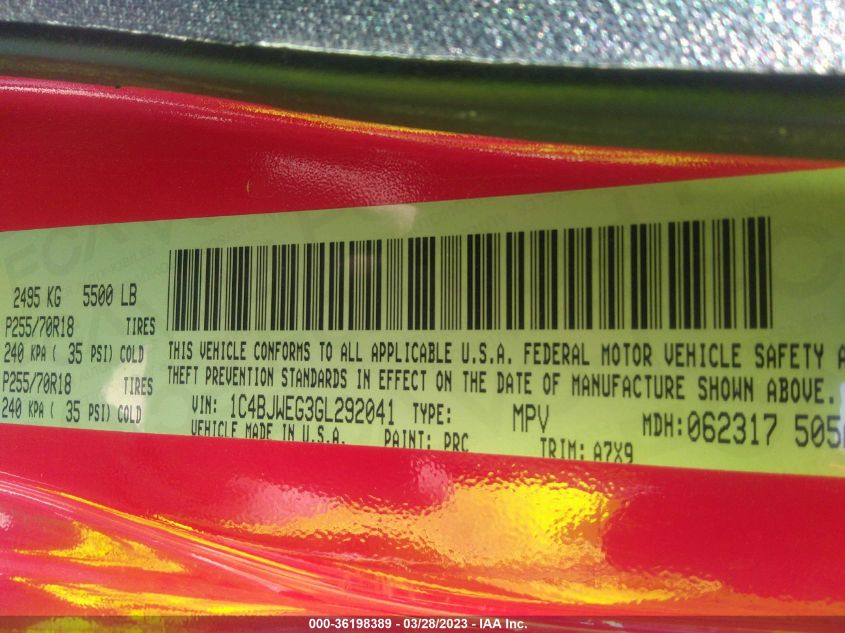 2495 KG 5500 LB
P255/70R18 TIRES
240 KPA ( 35 PSI) COLD
P255/70R18 TIRES
240 KPA ( 35 PSI) COLD
THIS VEHICLE CONFORMS TO ALL APPLICABLE U.S.A. FEDERAL MOTOR VEHICLE SAFETY A
THEFT PREVENTION STANDARDS IN EFFECT ON THE DATE OF MANUFACTURE SHOWN ABOVE.
VIN: 1C4BJWEG3GL292041 TYPE: MPV MDH:062317 505
VEHICLE MADE IN U.S.A. PAINT: PRC TRIM: A7X9
000-36198389 — 03/28/2023 — IAA Inc.